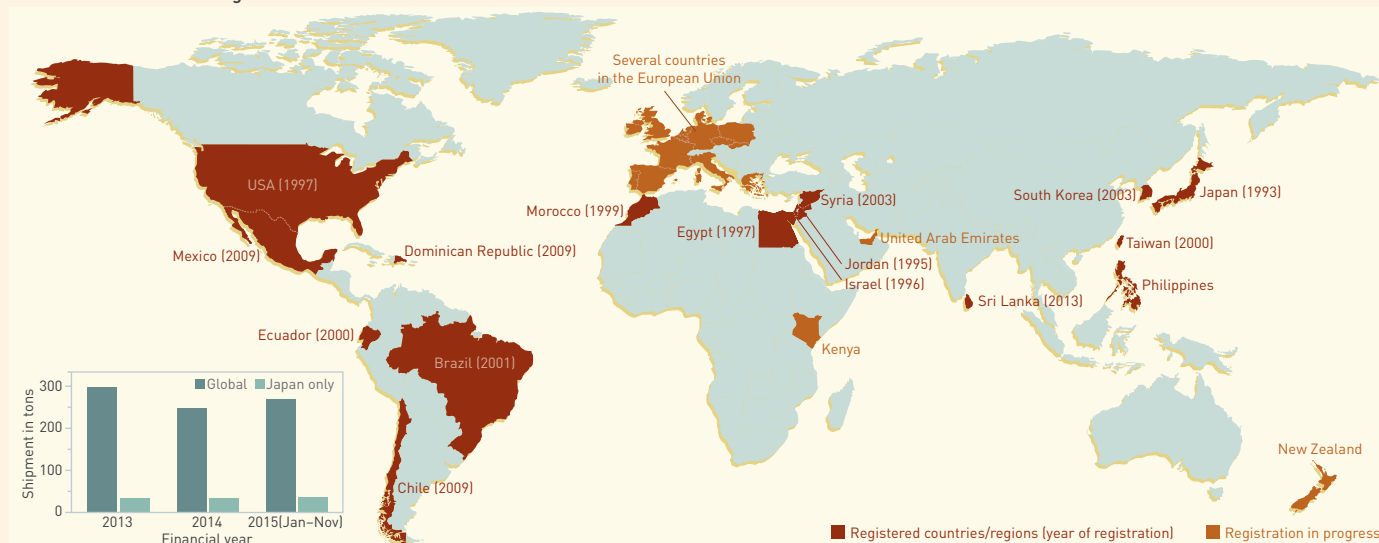 Several countries
in the European Union
USA (1997)
Morocco (1999)
Syria (2003)
South Korea (2003)
Japan (1993)
Mexico (2009)
Dominican Republic (2009)
Egypt (1997)
United Arab Emirates
Taiwan (2000)
Jordan (1995)
Israel (1996)
Philippines
Sri Lanka (2013)
Ecuador (2000)
Brazil (2001)
Kenya
New Zealand
Chile (2009)
Global
Japan only
Shipment in tons
300
200
100
0
2013
2014
2015(Jan–Nov)
Financial year
Registered countries/regions (year of registration)
Registration in progress